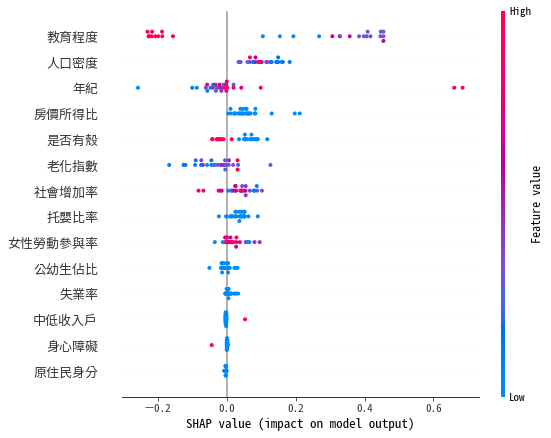 High
教育程度
人口密度
年紀
房價所得比
是否有殼
老化指數
社會增加率
托嬰比率
女性勞動參與率
公幼生佔比
失業率
中低收入戶
身心障礙
原住民身分
Low
Feature value
−0.2 0.0 0.2 0.4 0.6
SHAP value (impact on model output)